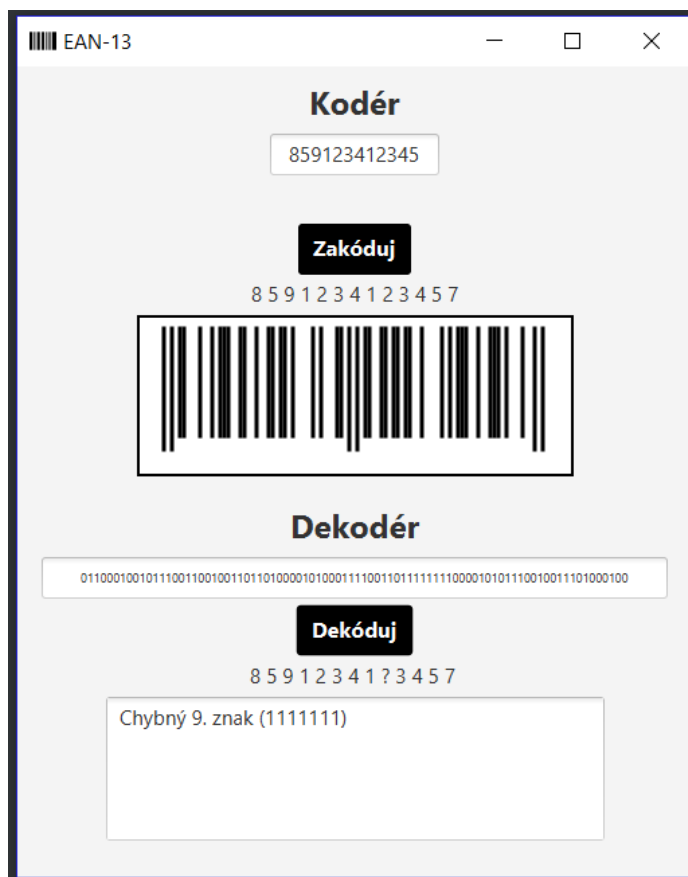 EAN-13
Kodér
859123412345
Zakóduj
8 5 9 1 2 3 4 1 2 3 4 5 7
Dekodér
011000100101110011001001101101000010100011110011011111111000010101110010011101000100
Dekóduj
8 5 9 1 2 3 4 1 ? 3 4 5 7
Chybný 9. znak (1111111)